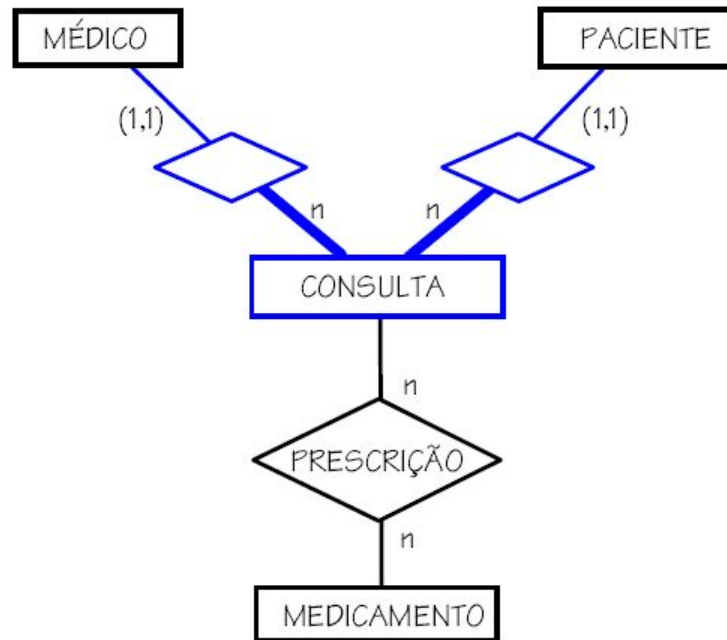 MÉDICO
PACIENTE
(1,1)
(1,1)
n
n
CONSULTA
n
PRESCRIÇÃO
n
MEDICAMENTO